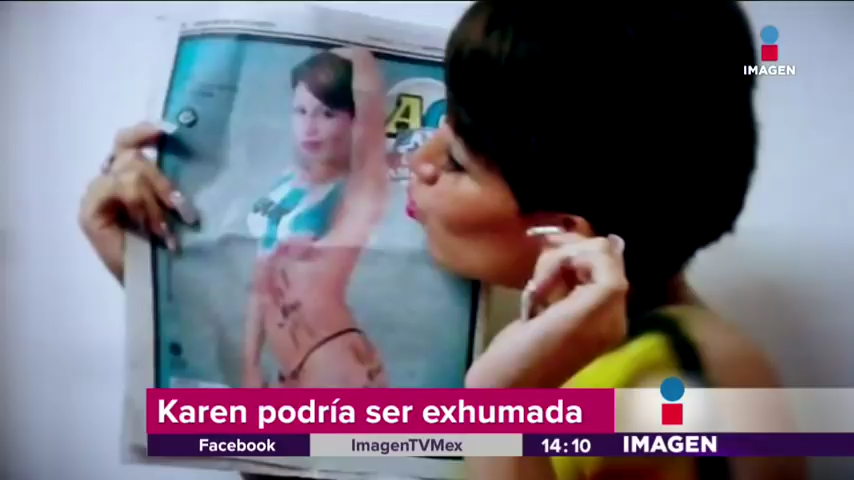 IMAGEN
Karen podría ser exhumada
Facebook
ImagenTVMex
14:10
IMAGEN